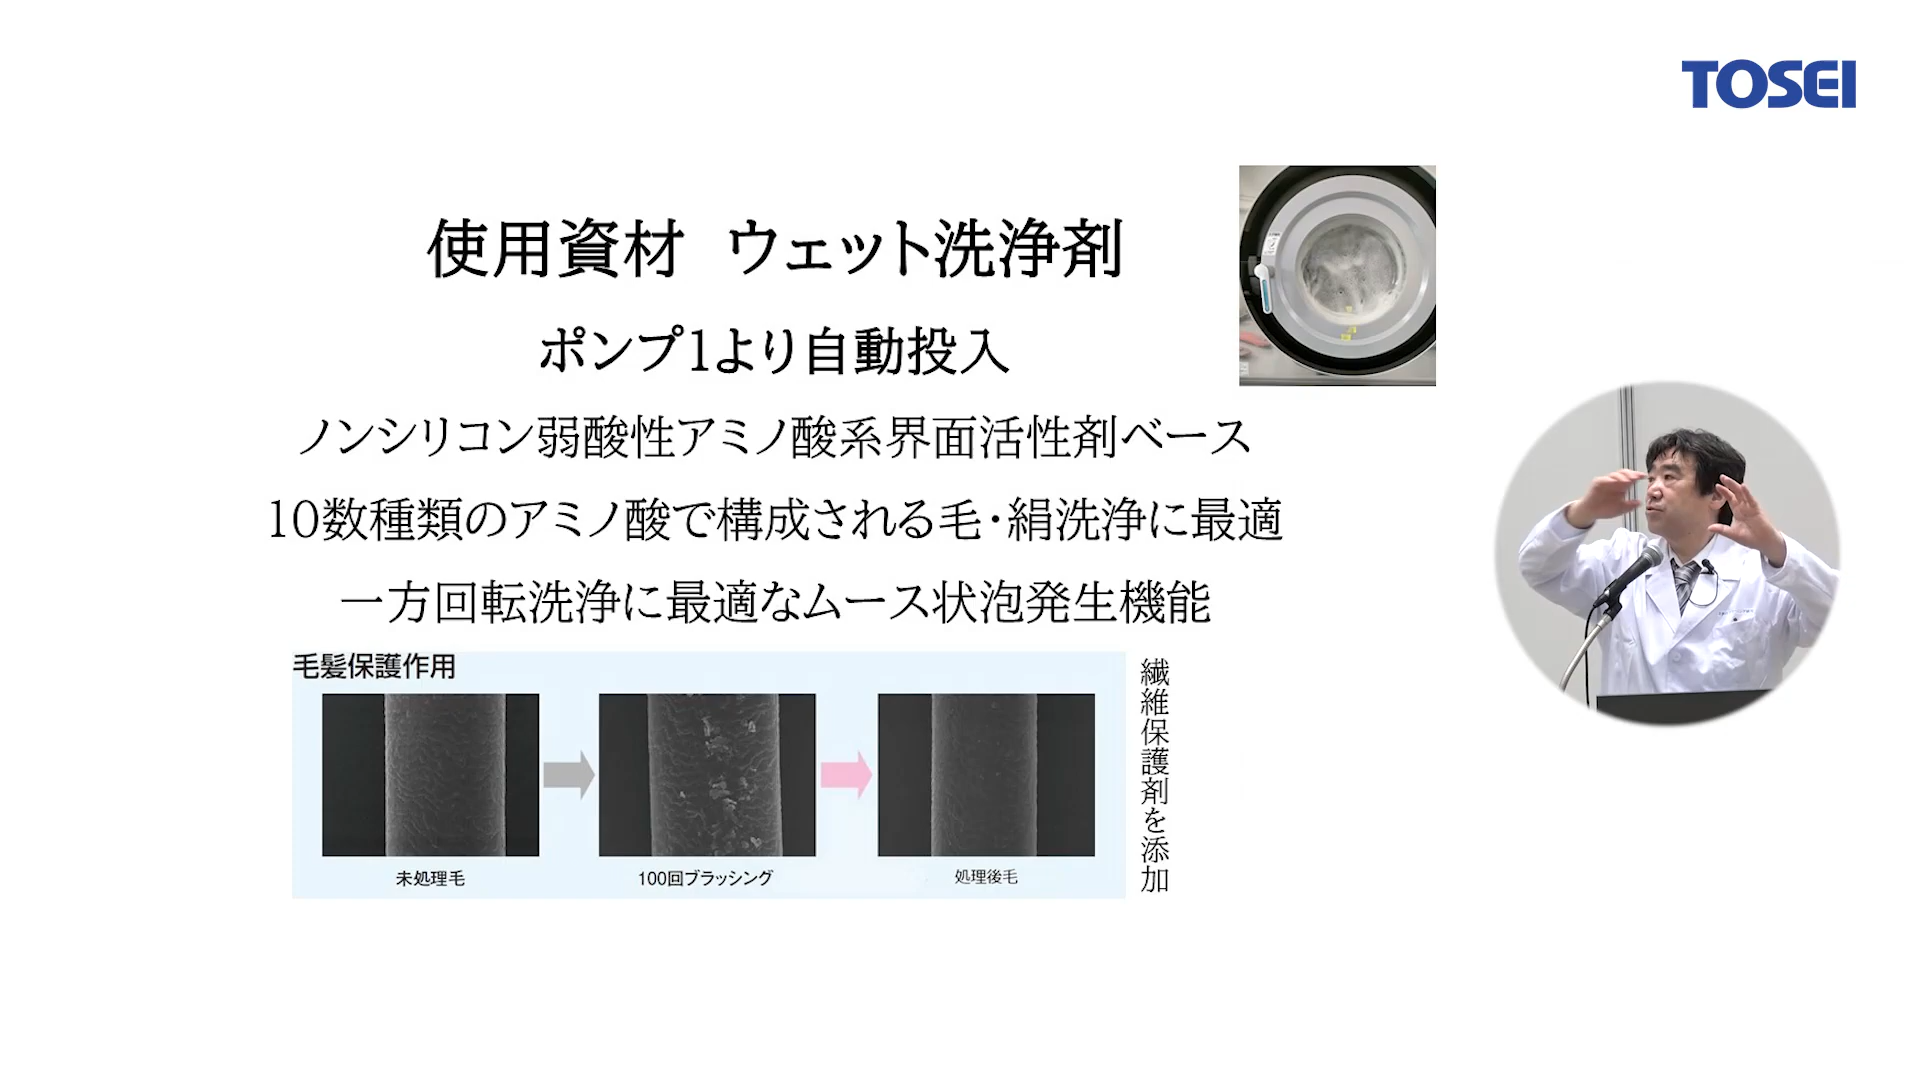 TOSEI
使用資材　ウェット洗浄剤
ポンプ1より自動投入
ノンシリコン弱酸性アミノ酸系界面活性剤ベース
10数種類のアミノ酸で構成される毛・絹洗浄に最適
一方回転洗浄に最適なムース状泡発生機能
毛髪保護作用
未処理毛
100回ブラッシング
処理後毛
繊維保護剤を添加